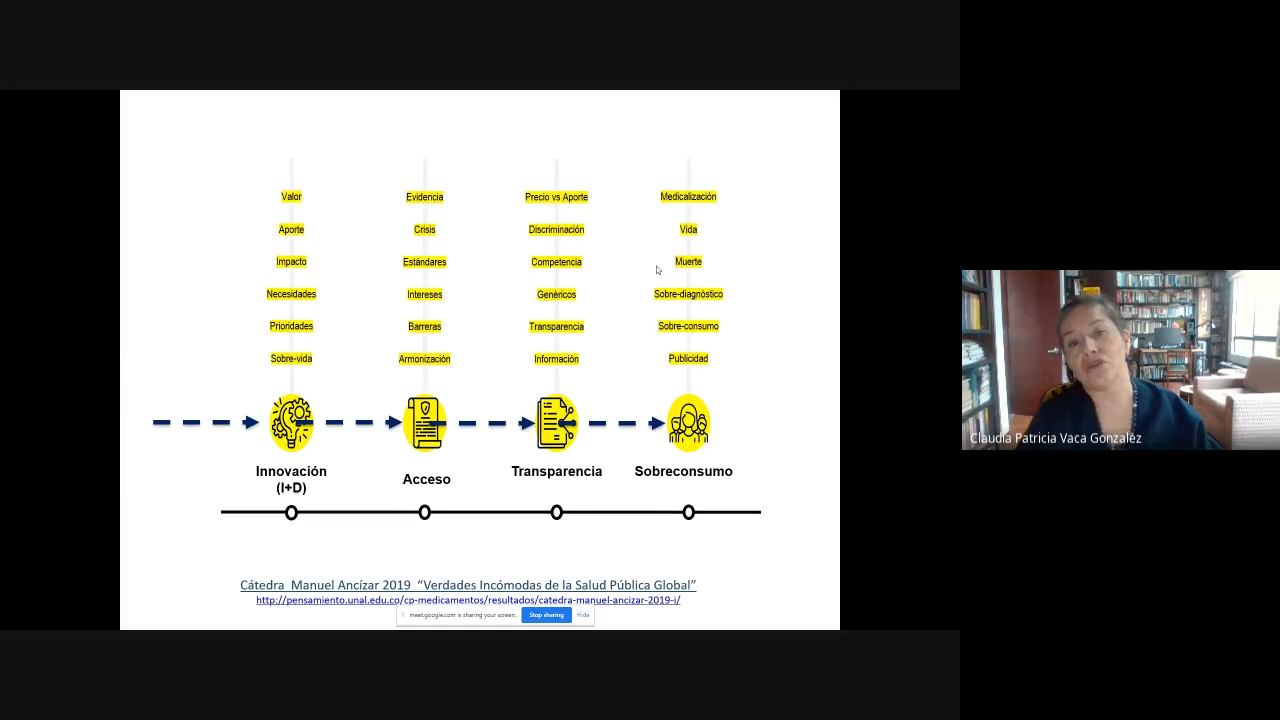 Valor
Aporte
Impacto
Necesidades
Prioridades
Sobre-vida
Innovación
(I+D)
Evidencia
Crisis
Estándares
Intereses
Barreras
Armonización
Acceso
Precio vs Aporte
Discriminación
Competencia
Genéricos
Transparencia
Información
Transparencia
Medicalización
Vida
Muerte
Sobre-diagnóstico
Sobre-consumo
Publicidad
Sobreconsumo
Cátedra Manuel Ancízar 2019 “Verdades Incómodas de la Salud Pública Global”
http://pensamiento.unal.edu.co/cp-medicamentos/resultados/catedra-manuel-ancizar-2019-i/
meet.google.com is sharing your screen. Stop sharing Hide
Claudia Patricia Vaca Gonzaléz